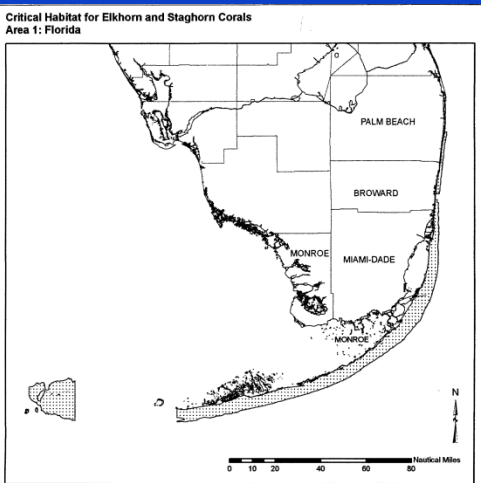 Critical Habitat for Elkhorn and Staghorn Corals
Area 1: Florida
PALM BEACH
BROWARD
MONROE
MIAMI-DADE
MONROE
N
Nautical Miles
0 10 20 40 60 80